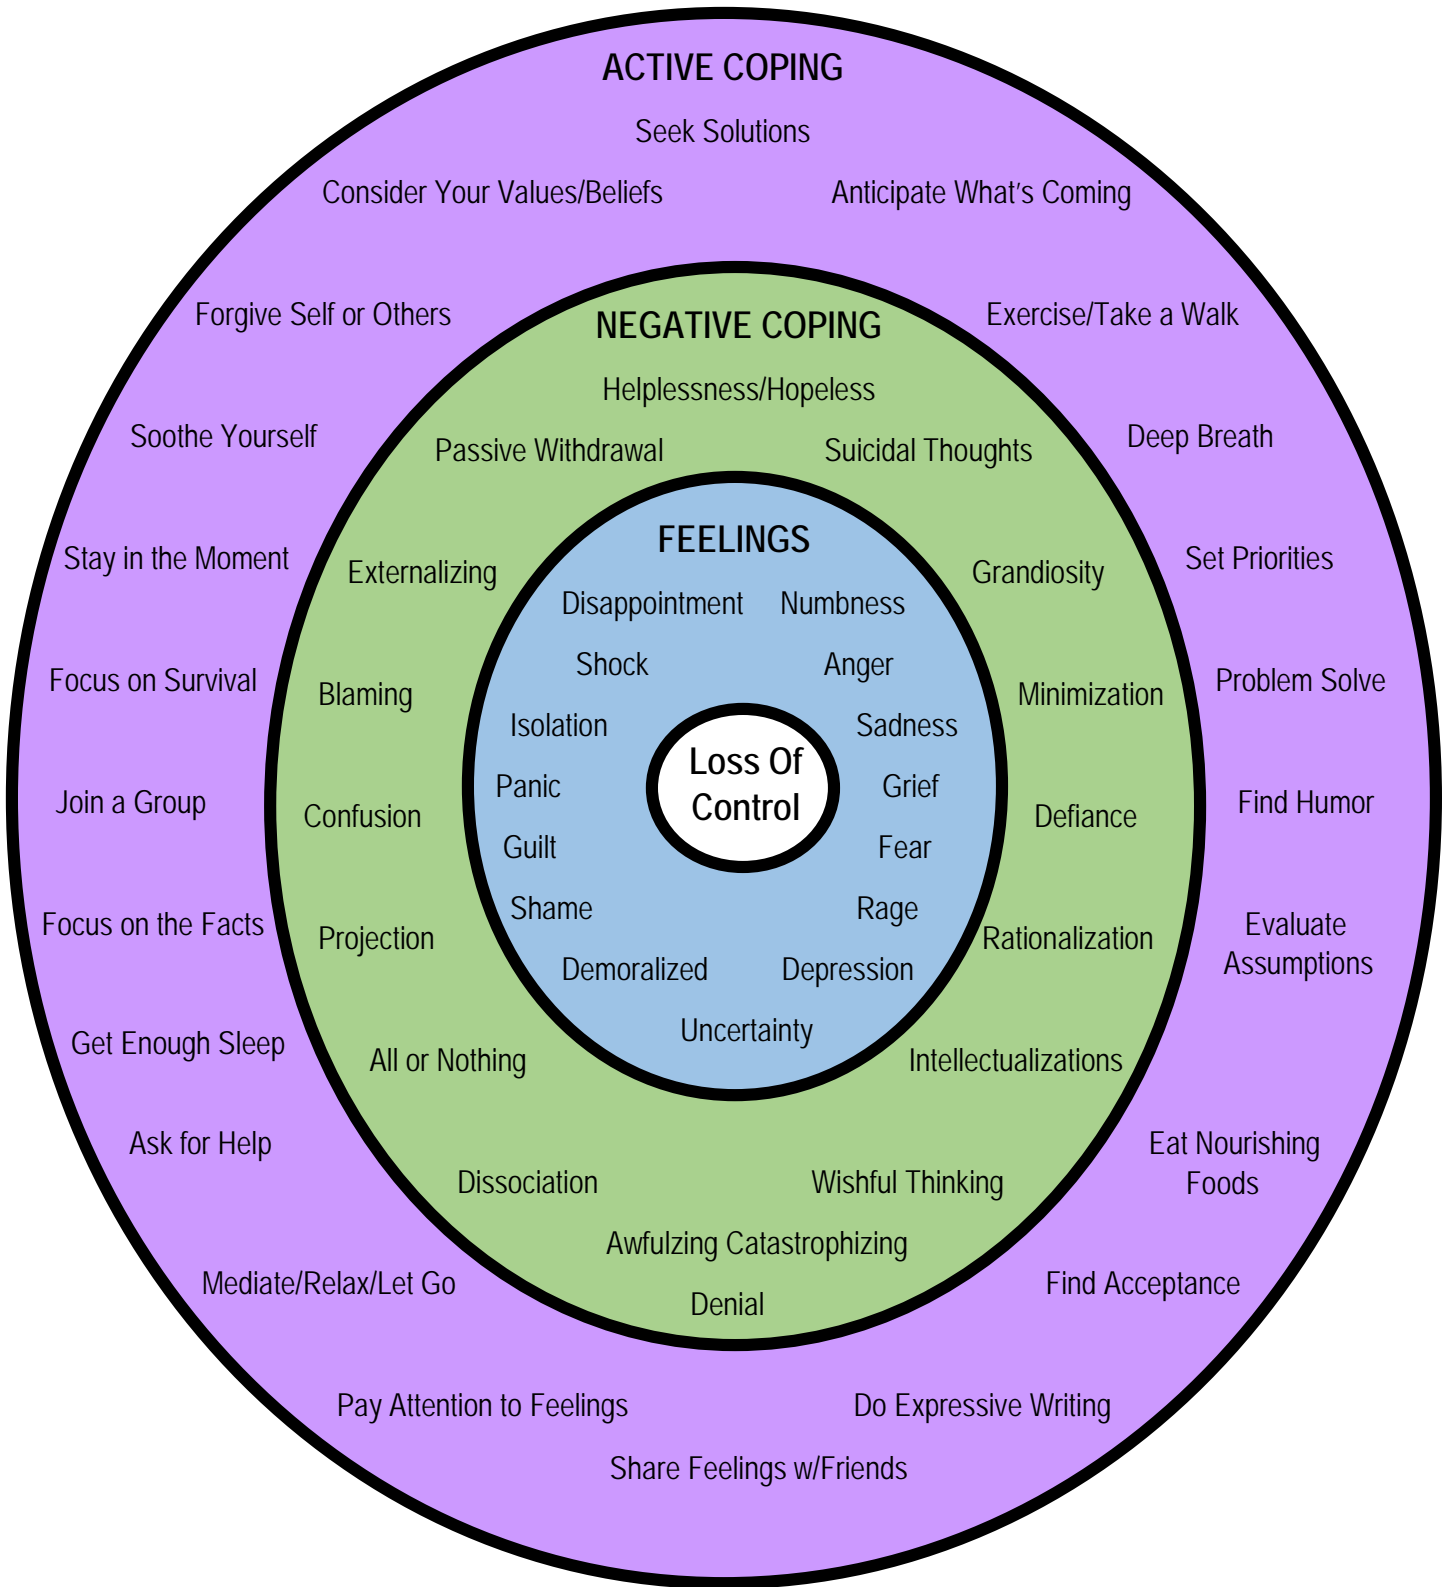 ACTIVE COPING
Seek Solutions
Consider Your Values/Beliefs
Anticipate What's Coming
Forgive Self or Others
Exercise/Take a Walk
Soothe Yourself
Deep Breath
Stay in the Moment
Set Priorities
Focus on Survival
Problem Solve
Join a Group
Find Humor
Focus on the Facts
Evaluate
Assumptions
Get Enough Sleep
Ask for Help
Eat Nourishing
Foods
Mediate/Relax/Let Go
Find Acceptance
Pay Attention to Feelings
Do Expressive Writing
Share Feelings w/Friends
NEGATIVE COPING
Helplessness/Hopeless
Passive Withdrawal
Suicidal Thoughts
Externalizing
Grandiosity
Blaming
Minimization
Confusion
Defiance
Projection
Rationalization
All or Nothing
Intellectualizations
Dissociation
Wishful Thinking
Awfulzing Catastrophizing
Denial
FEELINGS
Disappointment
Numbness
Shock
Anger
Isolation
Sadness
Panic
Grief
Guilt
Fear
Shame
Rage
Demoralized
Depression
Uncertainty
Loss Of
Control